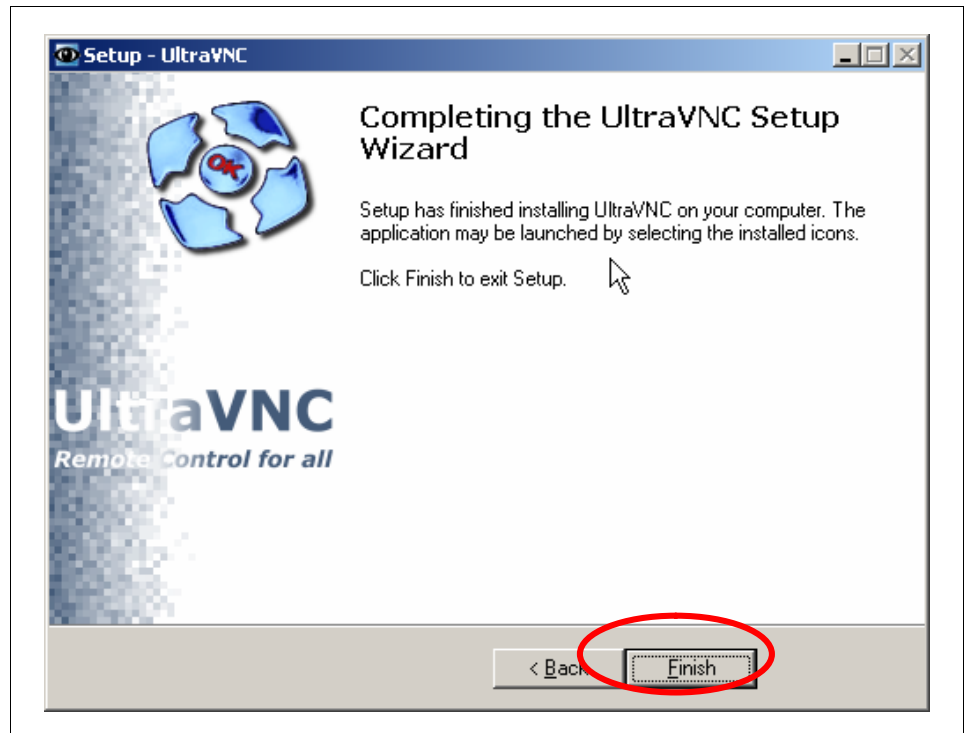 Setup - UltraVNC
Completing the UltraVNC Setup
Wizard
OK
Setup has finished installing UltraVNC on your computer. The
application may be launched by selecting the installed icons.
Click Finish to exit Setup.
UltraVNC
Remote Control for all
< Back
Finish